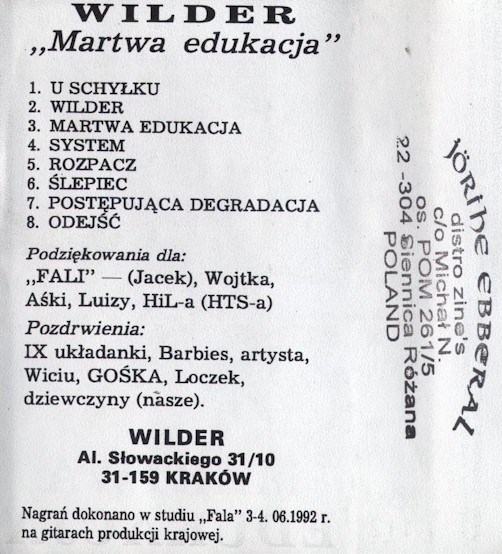 WILDER
„Martwa edukacja”
1. U SCHYŁKU
2. WILDER
3. MARTWA EDUKACJA
4. SYSTEM
5. ROZPACZ
6. ŚLEPIEC
7. POSTĘPUJĄCA DEGRADACJA
8. ODEJŚĆ
Podziękowania dla:
„FALI” — (Jacek), Wojtka,
Aśki, Luizy, HiL-a (HTS-a)
Pozdrwienia:
IX układanki, Barbies, artysta,
Wiciu, GOŚKA, Loczek,
dziewczyny (nasze).
WILDER
Al. Słowackiego 31/10
31-159 KRAKÓW
Nagrań dokonano w studiu „Fala” 3-4. 06.1992 r.
na gitarach produkcji krajowej.
JÖRTHE EBBERAL
distro zine's
c/o Michał N.
os. POM 261/5
22 -304 Siennica Różana
POLAND